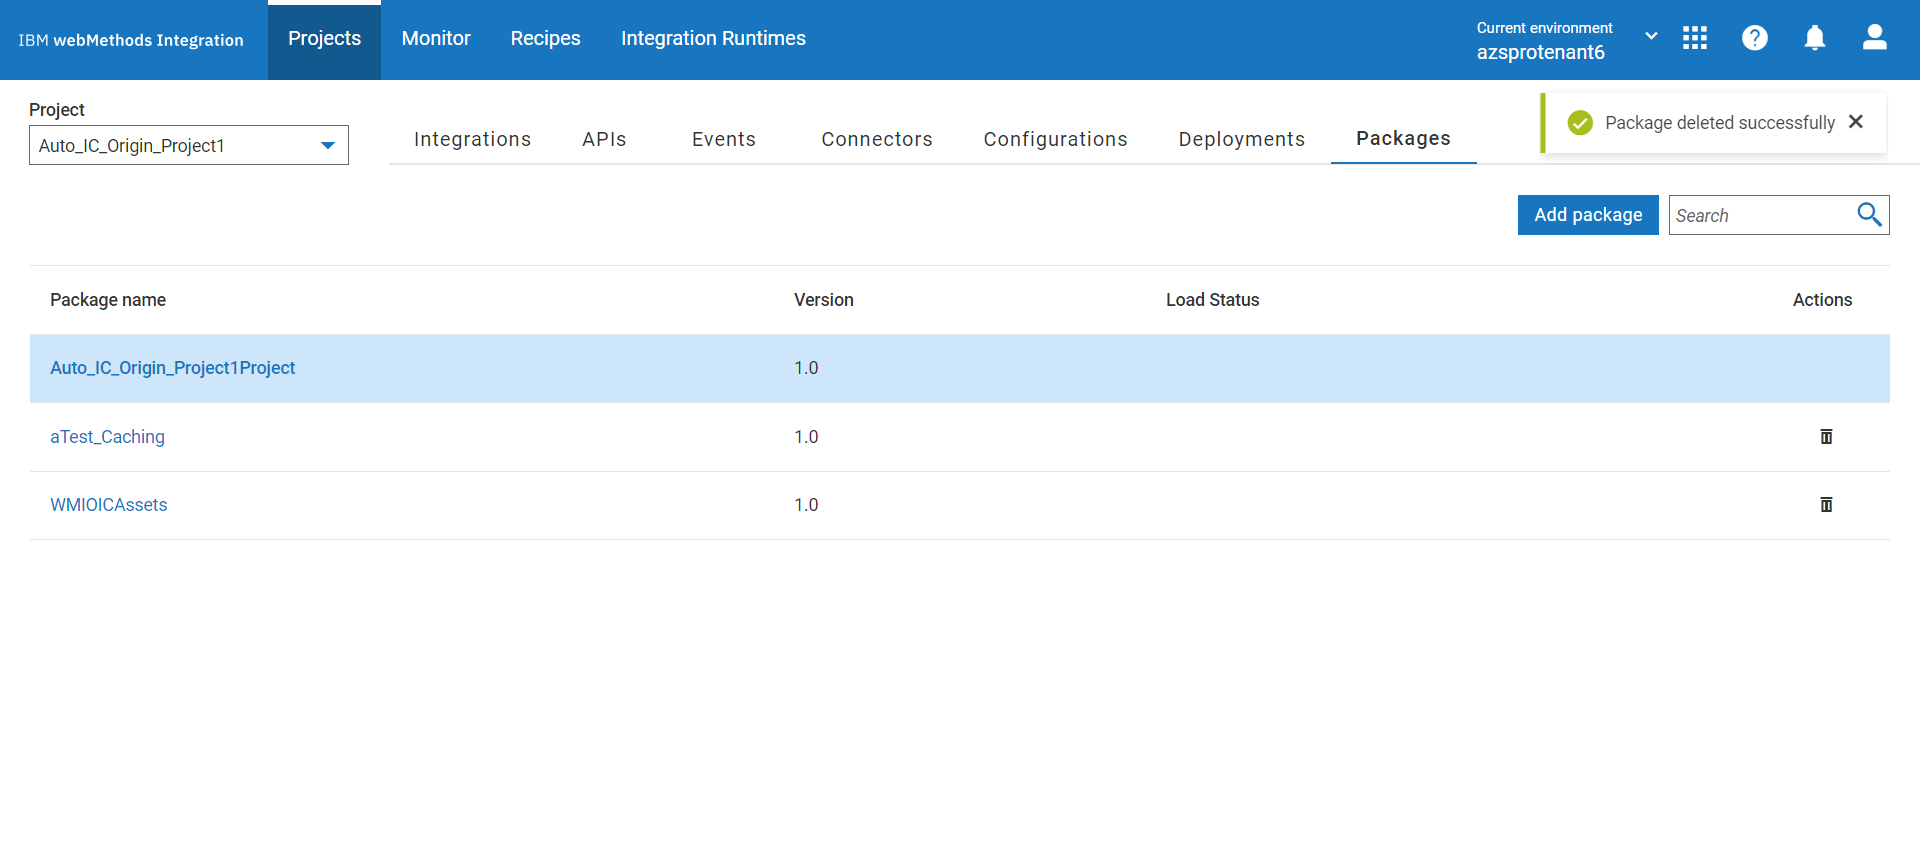 IBM webMethods Integration
Projects
Monitor
Recipes
Integration Runtimes
Current environment
azsprotenant6
Project
Auto_IC_Origin_Project1
Integrations
APIs
Events
Connectors
Configurations
Deployments
Packages
Package deleted successfully
Add package
Search
Package name
Version
Load Status
Actions
Auto_IC_Origin_Project1Project
1.0
aTest_Caching
1.0
WMIOICAssets
1.0